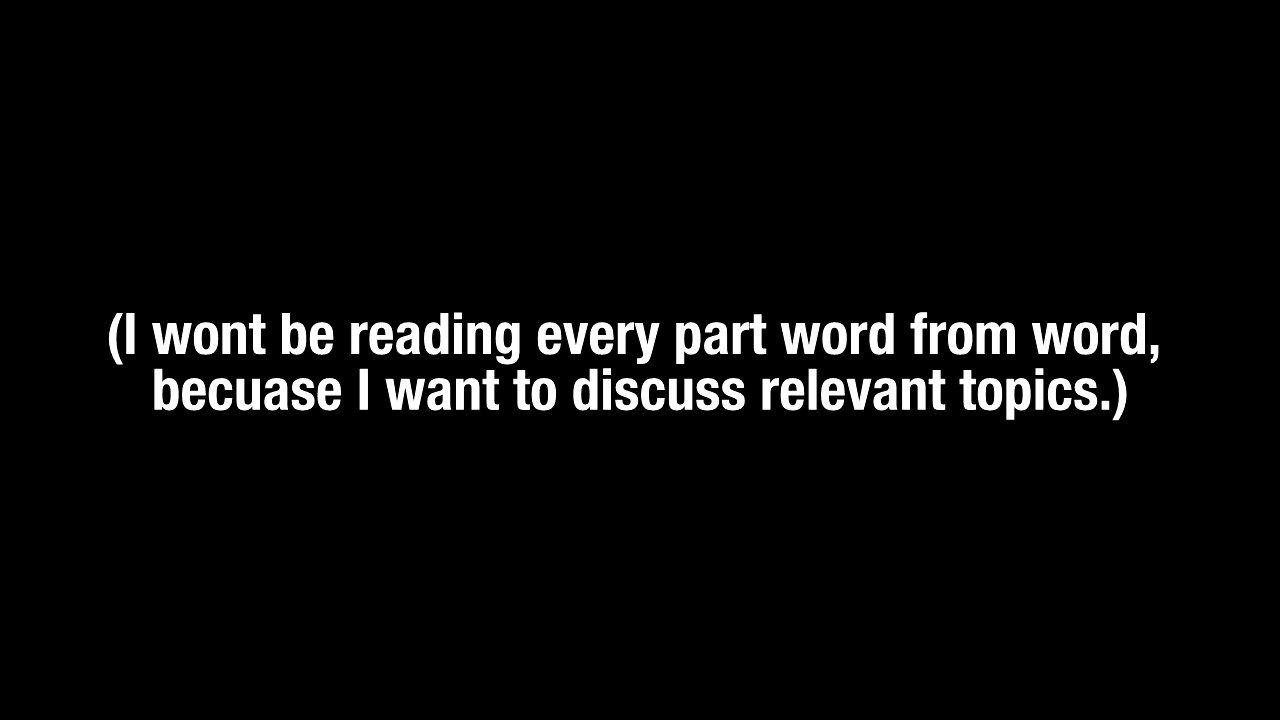 (I wont be reading every part word from word,
becuase I want to discuss relevant topics.)